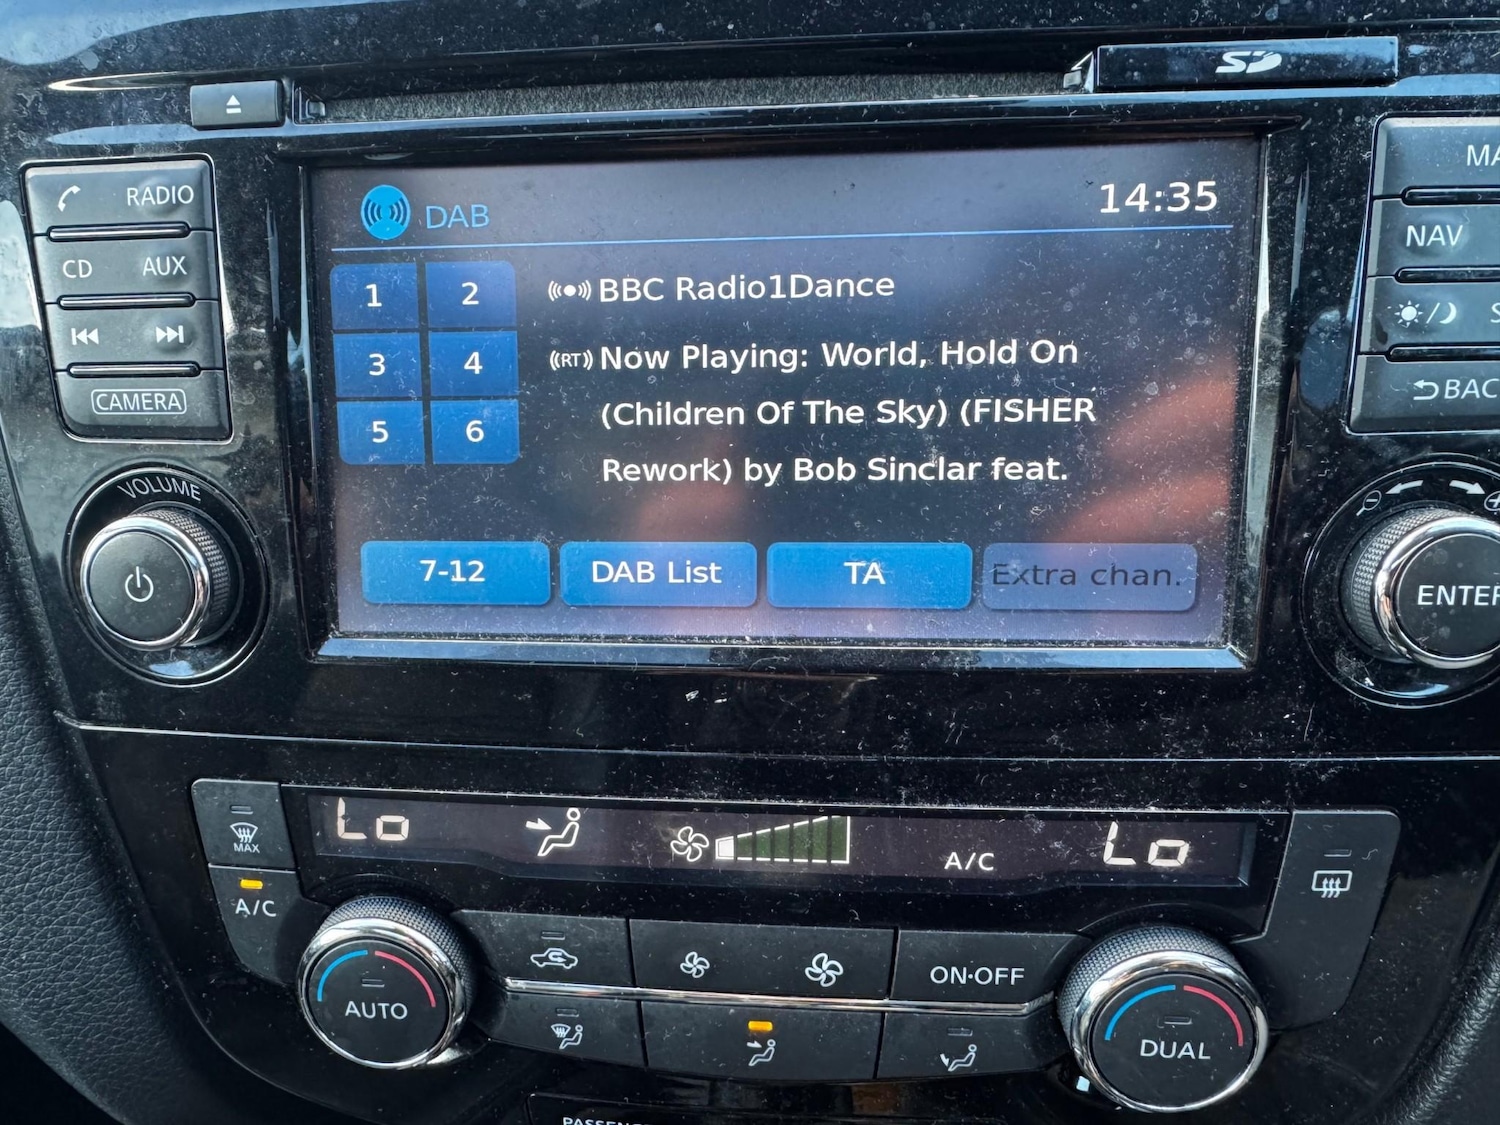 SD
RADIO
CD AUX
CAMERA
VOLUME
DAB
14:35
1 2
3 4
5 6
BBC Radio1Dance
(RT) Now Playing: World, Hold On
(Children Of The Sky) (FISHER
Rework) by Bob Sinclar feat.
7-12 DAB List TA Extra chan.
NAV
ENTER
MAX
Lo A/C Lo
A/C
AUTO
ON·OFF
DUAL